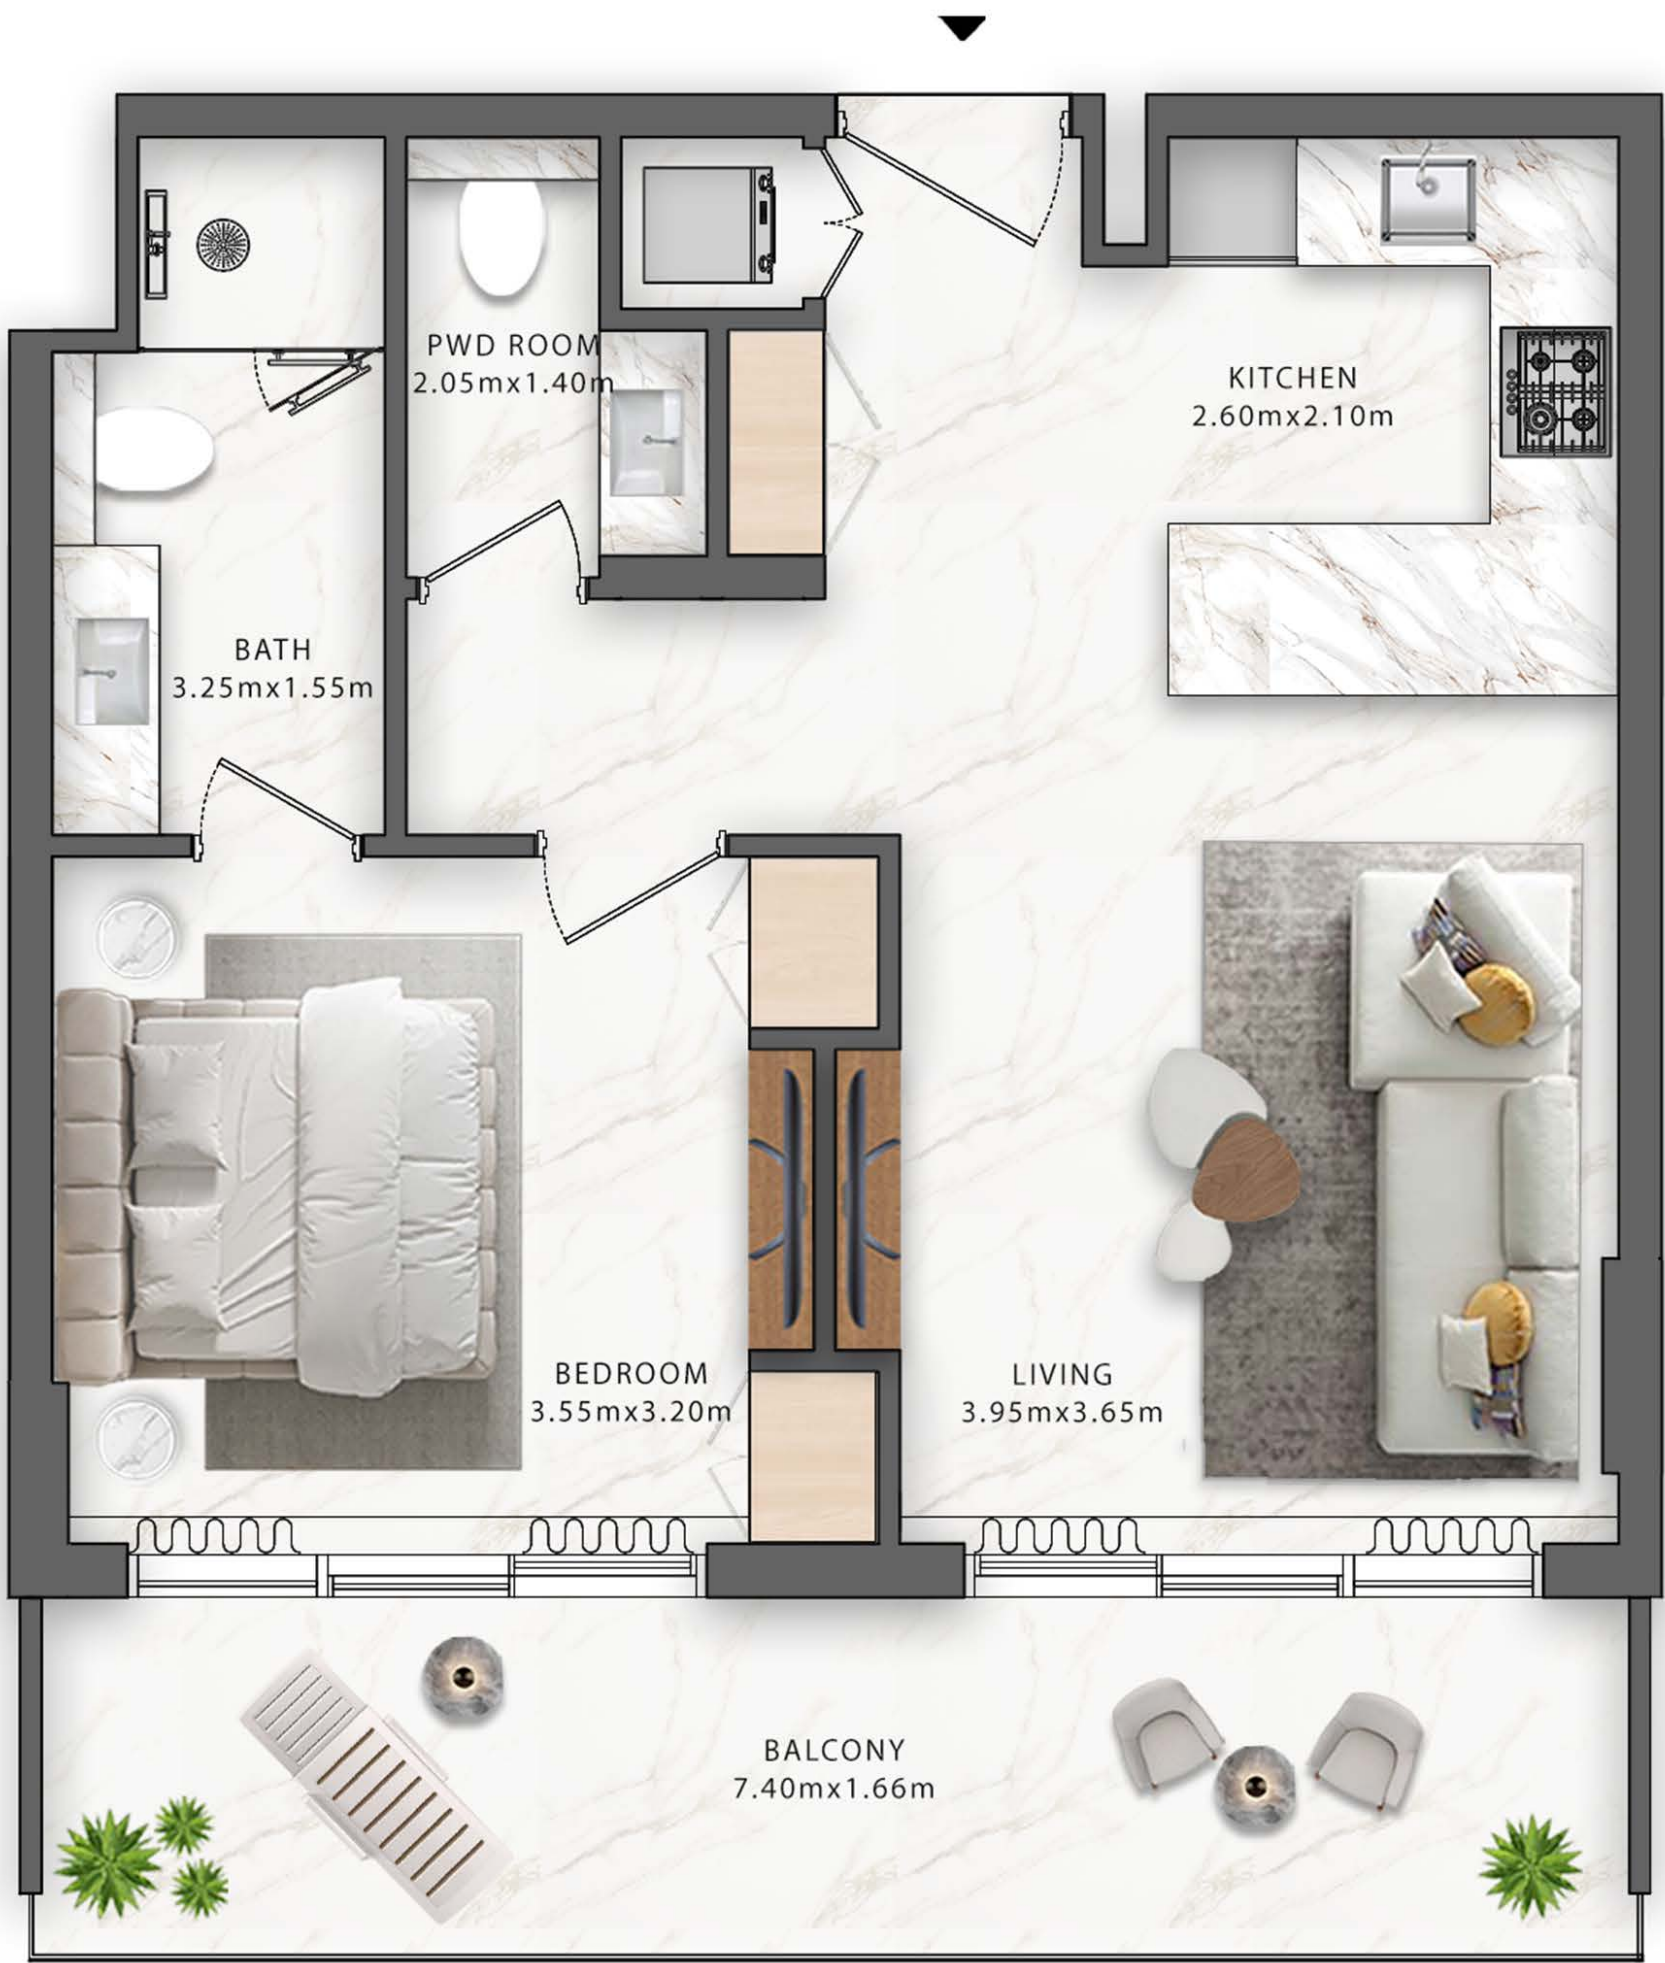 PWD ROOM
2.05mx1.40m
KITCHEN
2.60mx2.10m
BATH
3.25mx1.55m
BEDROOM
3.55mx3.20m
LIVING
3.95mx3.65m
BALCONY
7.40mx1.66m